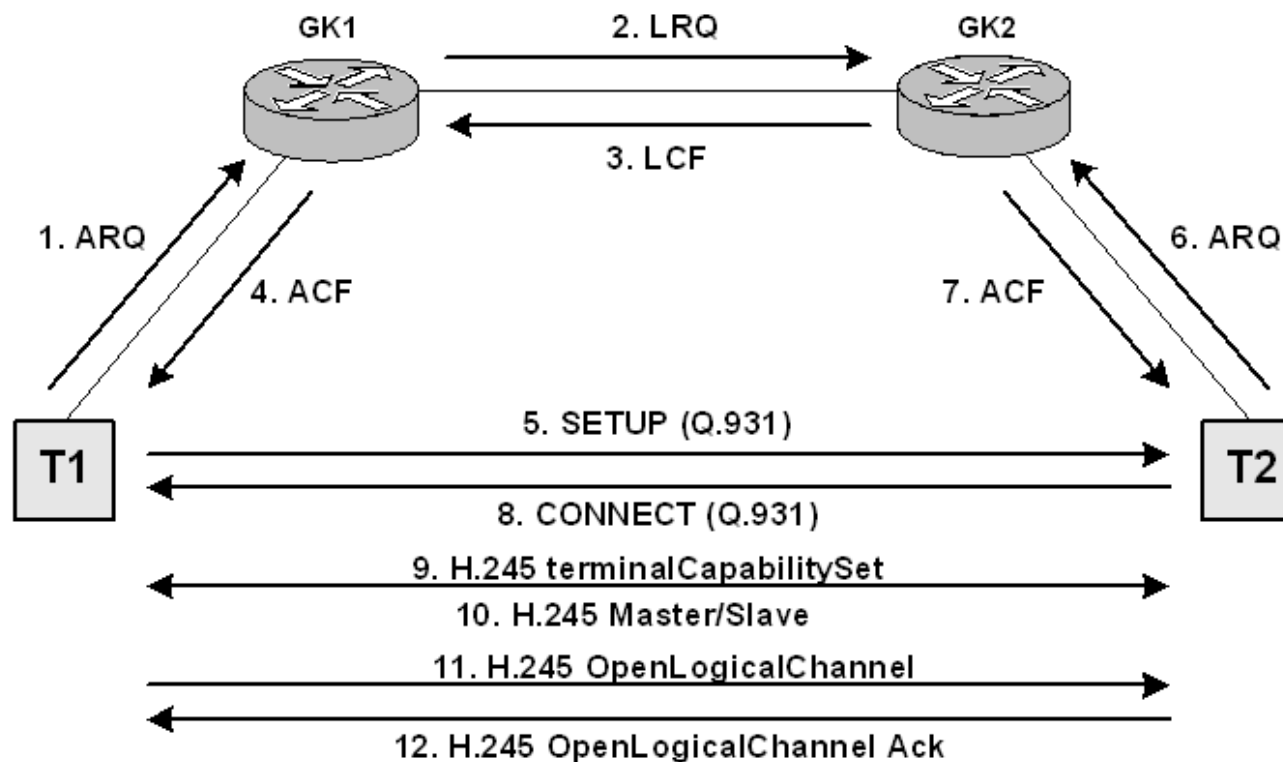 GK1
2. LRQ
GK2
3. LCF
1. ARQ
4. ACF
6. ARQ
7. ACF
T1
5. SETUP (Q.931)
T2
8. CONNECT (Q.931)
9. H.245 terminalCapabilitySet
10. H.245 Master/Slave
11. H.245 OpenLogicalChannel
12. H.245 OpenLogicalChannel Ack